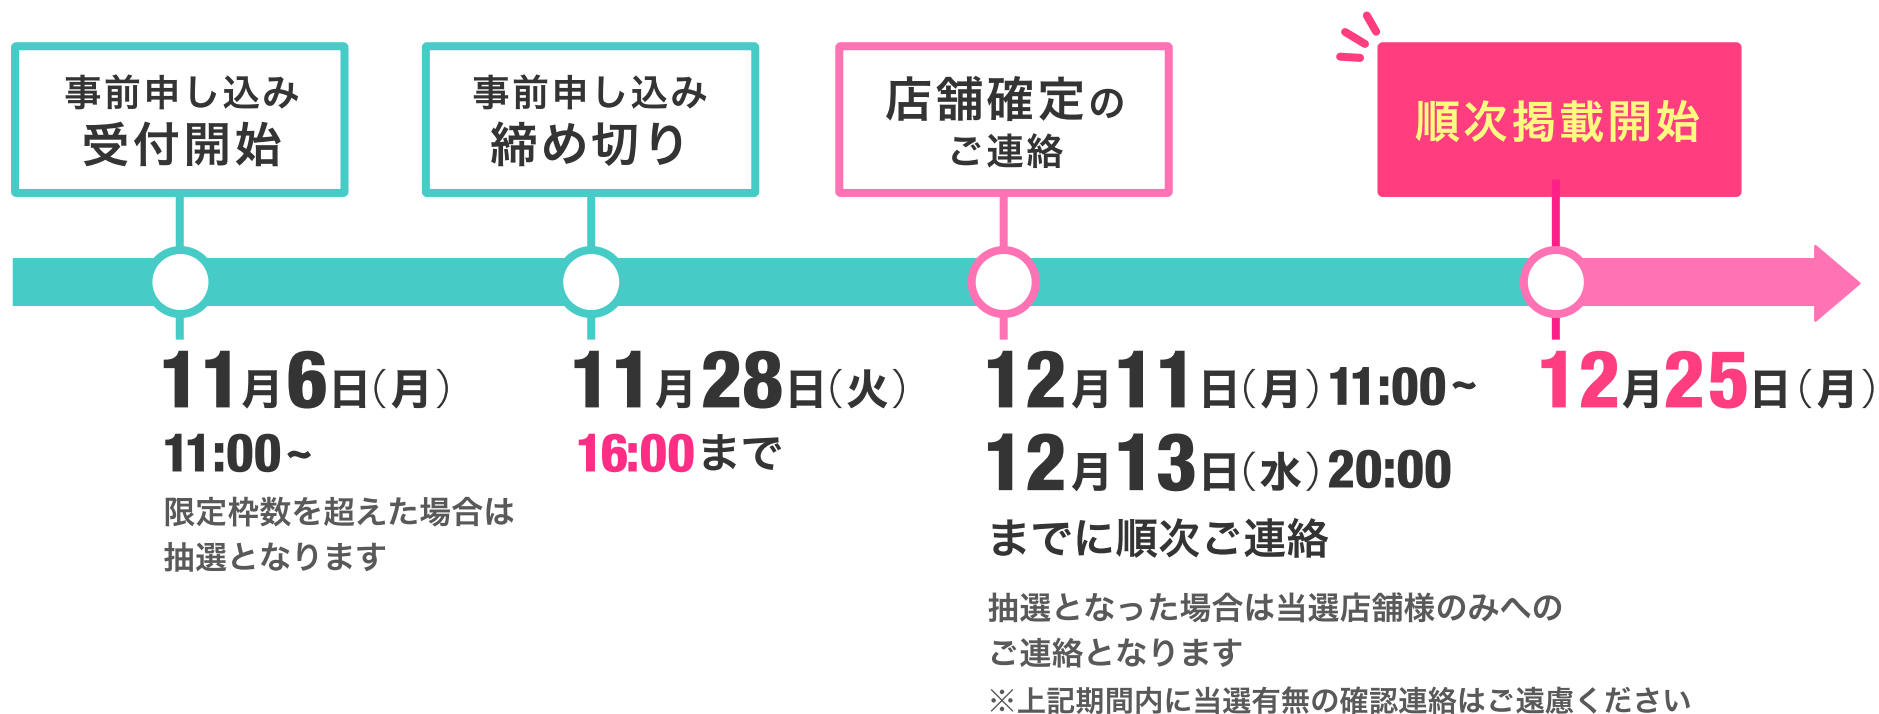 事前申し込み
受付開始
事前申し込み
締め切り
店舗確定の
ご連絡
順次掲載開始
11月6日（月）
11:00~
限定枠数を超えた場合は
抽選となります
11月28日（火）
16:00まで
12月11日（月）11:00~
12月13日（水）20:00
までに順次ご連絡
抽選となった場合は当選店舗様のみへの
ご連絡となります
※上記期間内に当選有無の確認連絡はご遠慮ください
12月25日（月）